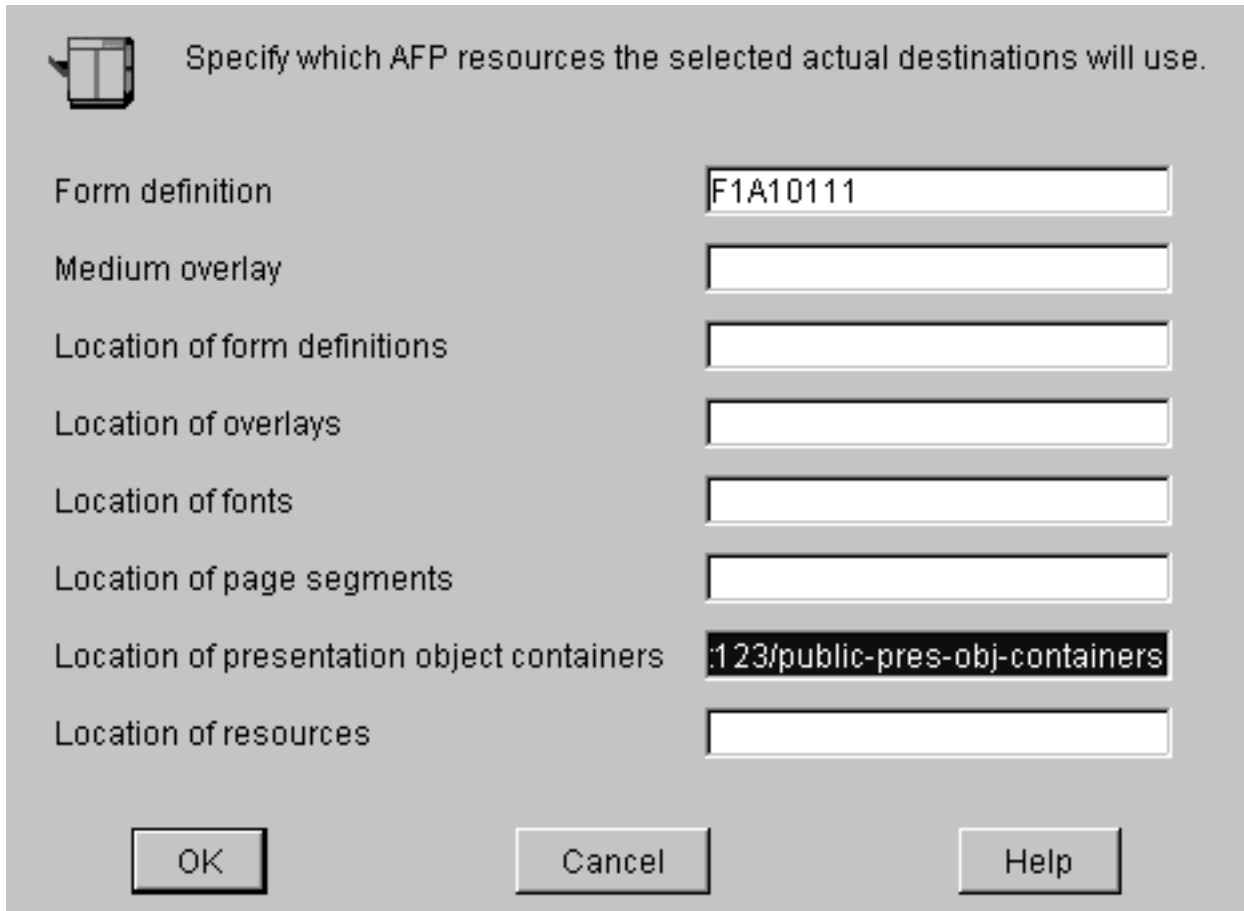 Specify which AFP resources the selected actual destinations will use.
Form definition F1A10111
Medium overlay
Location of form definitions
Location of overlays
Location of fonts
Location of page segments
Location of presentation object containers :123/public-pres-obj-containers
Location of resources
OK Cancel Help